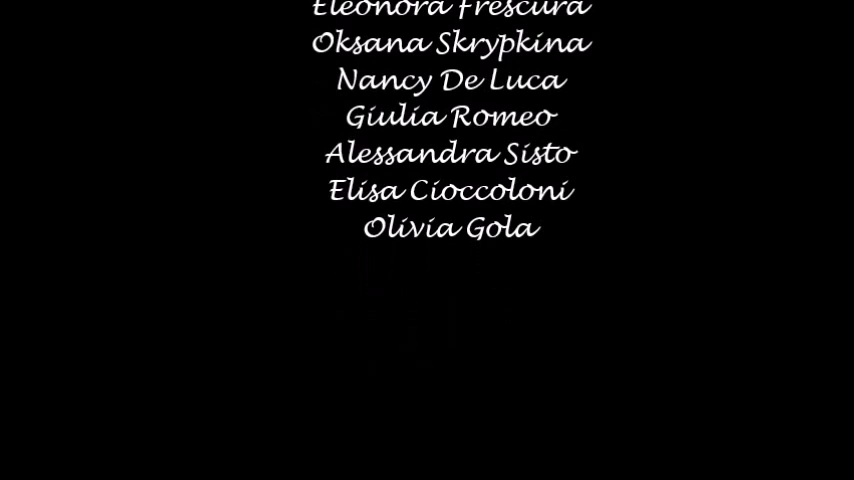 Eleonora Frescura
Oksana Skrypkina
Nancy De Luca
Giulia Romeo
Alessandra Sisto
Elisa Cioccoloni
Olivia Gola